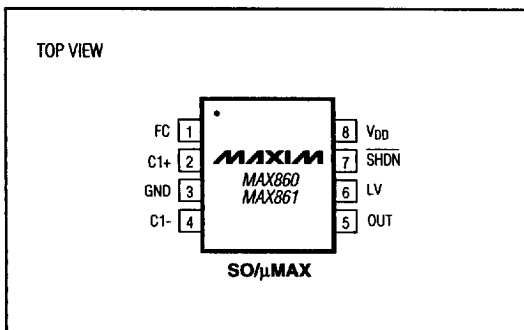 TOP VIEW
FC 1
C1+ 2
GND 3
C1- 4
MAXIM
MAX860
MAX861
8 VDD
7 SHDN
6 LV
5 OUT
SO/μMAX